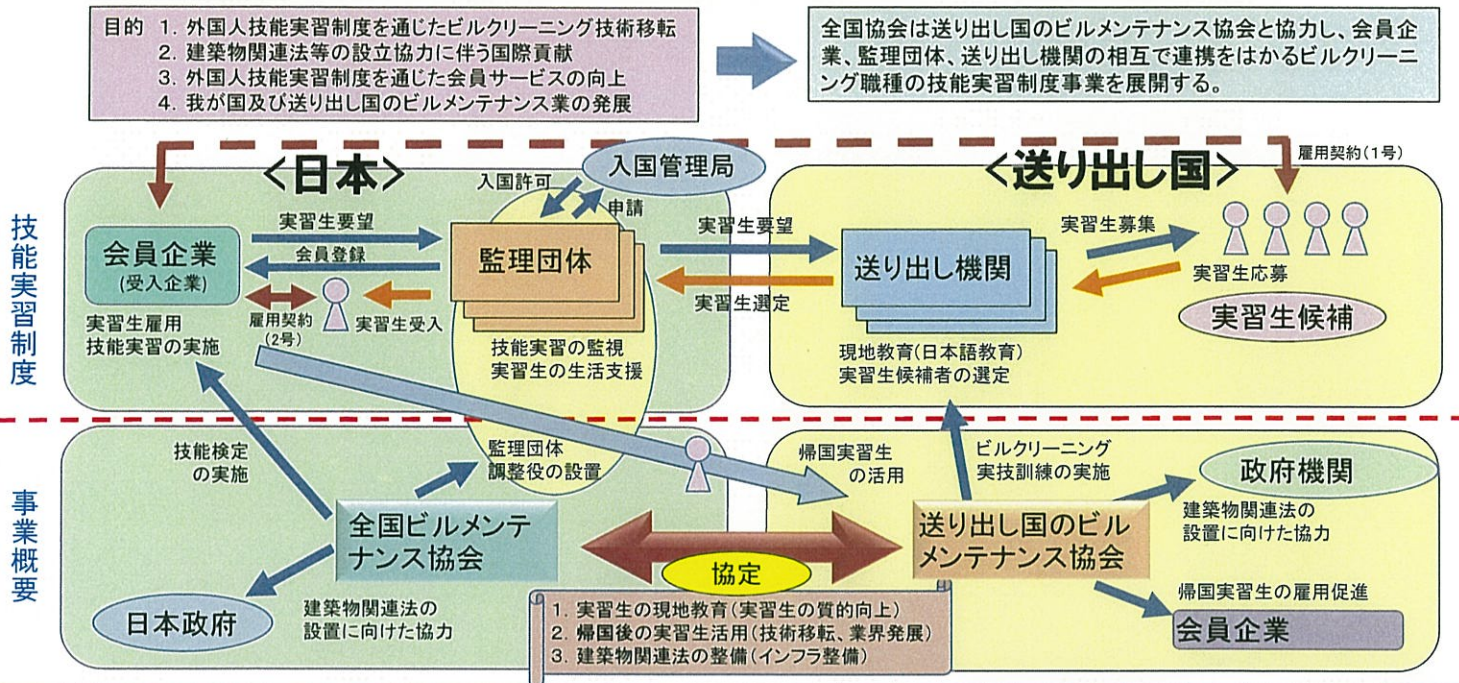 目的 1. 外国人技能実習制度を通じたビルクリーニング技術移転
2. 建築物関連法等の設立協力に伴う国際貢献
3. 外国人技能実習制度を通じた会員サービスの向上
4. 我が国及び送り出し国のビルメンテナンス業の発展
全国協会は送り出し国のビルメンテナンス協会と協力し、会員企
業、監理団体、送り出し機関の相互で連携をはかるビルクリーニ
ング職種の技能実習制度事業を展開する。
技能実習制度
<日本>
入国管理局
入国許可
申請
実習生要望
会員企業
(受入企業)
会員登録
監理団体
雇用契約
(2号)
実習生受入
実習生雇用
技能実習の実施
技能実習の監視
実習生の生活支援
実習生要望
実習生選定
<送り出し国>
雇用契約(1号)
送り出し機関
実習生募集
実習生応募
実習生候補
現地教育(日本語教育)
実習生候補者の選定
事業概要
技能検定
の実施
監理団体
調整役の設置
全国ビルメンテ
ナンス協会
日本政府
建築物関連法の
設置に向けた協力
帰国実習生
の活用
ビルクリーニング
実技訓練の実施
政府機関
建築物関連法の
設置に向けた協力
送り出し国のビル
メンテナンス協会
帰国実習生の雇用促進
会員企業
協定
1. 実習生の現地教育(実習生の質的向上)
2. 帰国後の実習生活用(技術移転、業界発展)
3. 建築物関連法の整備(インフラ整備)